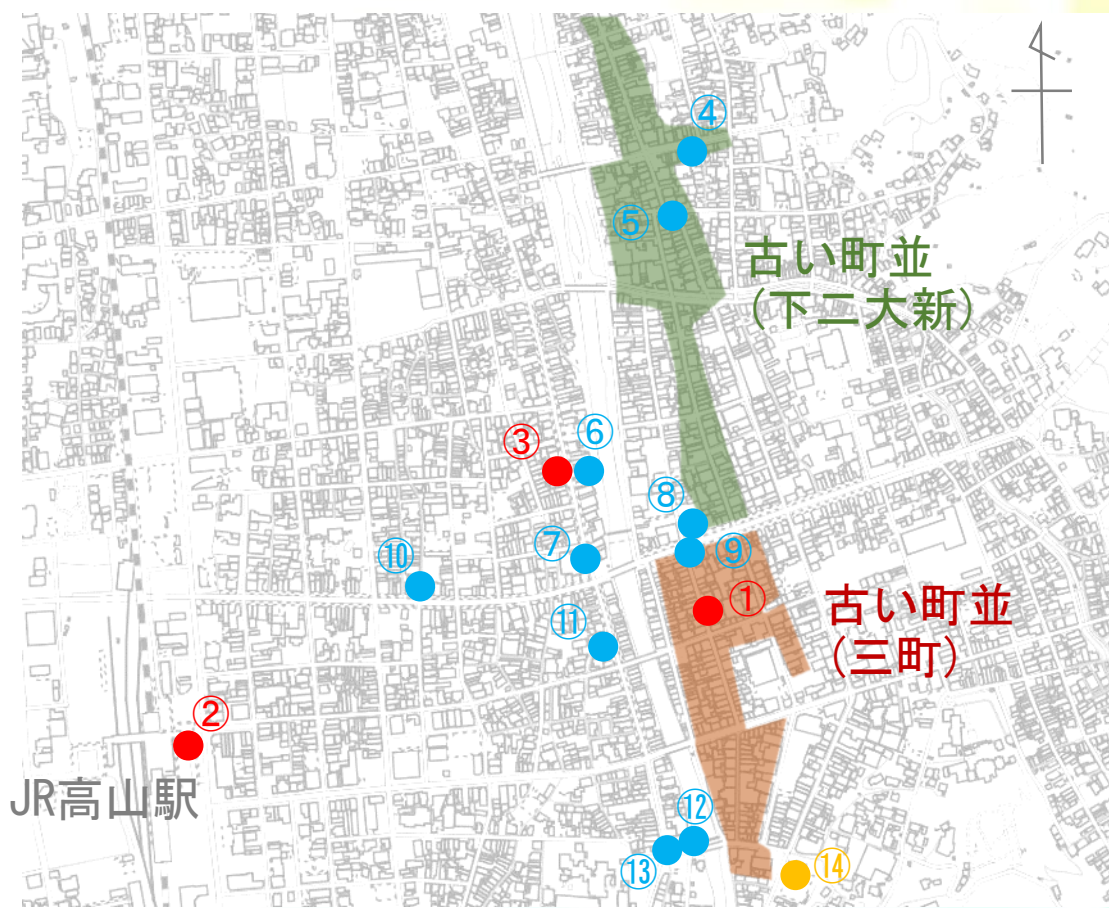 ④
⑤
古い町並
(下二大新)
③
⑥
⑧
⑦
⑨
⑩
①
古い町並
(三町)
⑪
②
JR高山駅
⑫
⑬
⑭